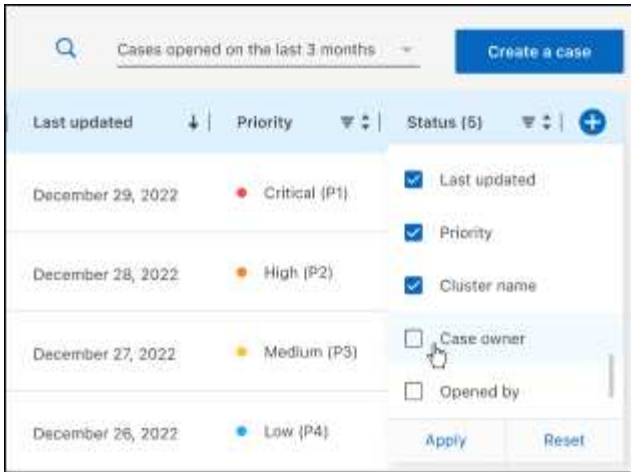 Cases opened on the last 3 months
Create a case
Last updated
Priority
Status (5)
December 29, 2022
Critical (P1)
Last updated
Priority
December 28, 2022
High (P2)
Cluster name
Case owner
December 27, 2022
Medium (P3)
Opened by
December 26, 2022
Low (P4)
Apply
Reset